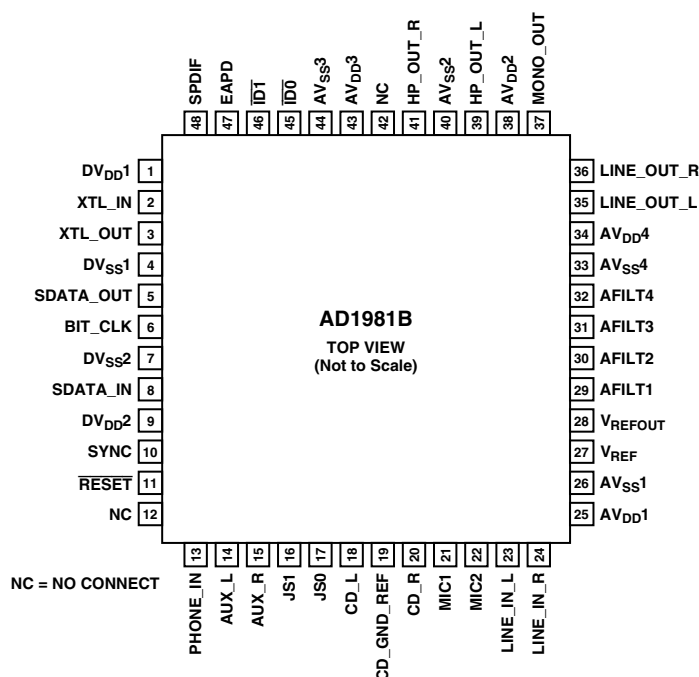 SPDIF
EAPD
ID1
ID0
AVSS3
AVDD3
NC
HP_OUT_R
AVSS2
HP_OUT_L
AVDD2
MONO_OUT
48 47 46 45 44 43 42 41 40 39 38 37
DVDD1 1
XTL_IN 2
XTL_OUT 3
DVSS1 4
SDATA_OUT 5
BIT_CLK 6
DVSS2 7
SDATA_IN 8
DVDD2 9
SYNC 10
RESET 11
NC 12
AD1981B
TOP VIEW
(Not to Scale)
36 LINE_OUT_R
35 LINE_OUT_L
34 AVDD4
33 AVSS4
32 AFILT4
31 AFILT3
30 AFILT2
29 AFILT1
28 VREFOUT
27 VREF
26 AVSS1
25 AVDD1
13 14 15 16 17 18 19 20 21 22 23 24
PHONE_IN
AUX_L
AUX_R
JS1
JS0
CD_L
CD_GND_REF
CD_R
MIC1
MIC2
LINE_IN_L
LINE_IN_R
NC = NO CONNECT